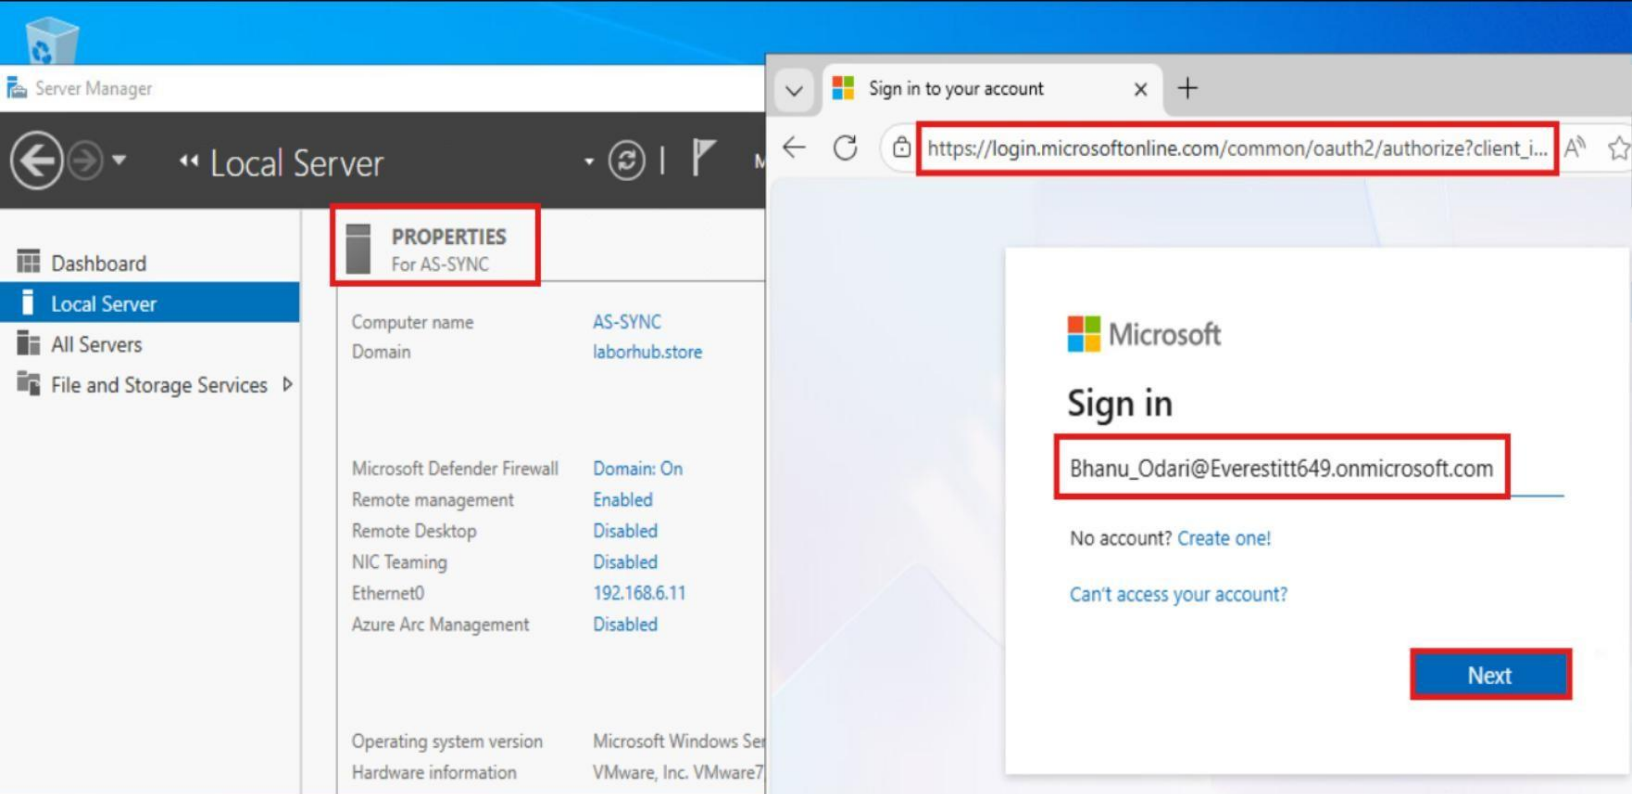 Server Manager
Local Server
PROPERTIES
For AS-SYNC
Dashboard
Local Server
All Servers
File and Storage Services
Computer name AS-SYNC
Domain laborhub.store
Microsoft Defender Firewall Domain: On
Remote management Enabled
Remote Desktop Disabled
NIC Teaming Disabled
Ethernet0 192.168.6.11
Azure Arc Management Disabled
Operating system version Microsoft Windows Ser
Hardware information VMware, Inc. VMware7
Sign in to your account
https://login.microsoftonline.com/common/oauth2/authorize?client_i...
Microsoft
Sign in
Bhanu_Odari@Everestitt649.onmicrosoft.com
No account? Create one!
Can't access your account?
Next